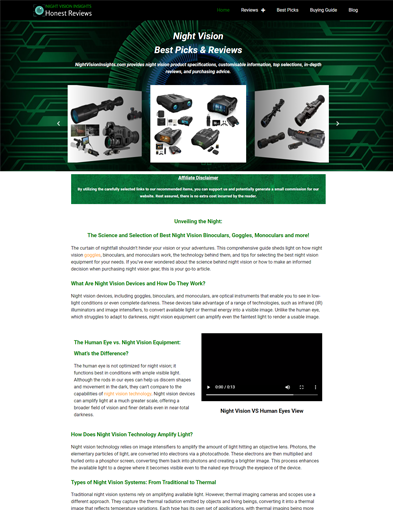 NIGHT VISION INSIGHTS
Honest Reviews
Home
Reviews
Best Picks
Buying Guide
Blog
Night Vision
Best Picks & Reviews
NightVisionInsights.com provides night vision product specifications, customisable information, top selections, in-depth
reviews, and purchasing advice.
Affiliate Disclaimer
By utilizing the carefully selected links to our recommended items, you can support us and potentially generate a small commission for our
website. Rest assured, there is no extra cost incurred by the reader.
Unveiling the Night:
The Science and Selection of Best Night Vision Binoculars, Goggles, Monoculars and more!
The curtain of nightfall shouldn't hinder your vision or your adventures. This comprehensive guide sheds light on how night
vision goggles, binoculars, and monoculars work, the technology behind them, and tips for selecting the best night vision
equipment for your needs. If you've ever wondered about the science behind night vision or how to make an informed
decision when purchasing night vision gear, this is your go-to article.
What Are Night Vision Devices and How Do They Work?
Night vision devices, including goggles, binoculars, and monoculars, are optical instruments that enable you to see in low-
light conditions or even complete darkness. These devices take advantage of a range of technologies, such as infrared (IR)
illuminators and image intensifiers, to convert available light or thermal energy into a visible image. Unlike the human eye,
which struggles to adapt to darkness, night vision equipment can amplify even the faintest light to render a usable image.
The Human Eye vs. Night Vision Equipment:
What's the Difference?
The human eye is not optimized for night vision; it
functions best in conditions with ample visible light.
Although the rods in our eyes can help us discern shapes
and movement in the dark, they can't compare to the
capabilities of night vision technology. Night vision devices
can amplify light at a much greater scale, offering a
broader field of vision and finer details even in near-total
darkness.
0:00 / 0:13
Night Vision VS Human Eyes View
How Does Night Vision Technology Amplify Light?
Night vision technology relies on image intensifiers to amplify the amount of light hitting an objective lens. Photons, the
elementary particles of light, are converted into electrons via a photocathode. These electrons are then multiplied and
hurled onto a phosphor screen, converting them back into photons and creating a brighter image. This process enhances
the available light to a degree where it becomes visible even to the naked eye through the eyepiece of the device.
Types of Night Vision Systems: From Traditional to Thermal
Traditional night vision systems rely on amplifying available light. However, thermal imaging cameras and scopes use a
different approach. They capture the thermal radiation emitted by objects and living beings, converting it into a thermal
image that reflects temperature variations. Each type has its own set of applications, with thermal imaging being more